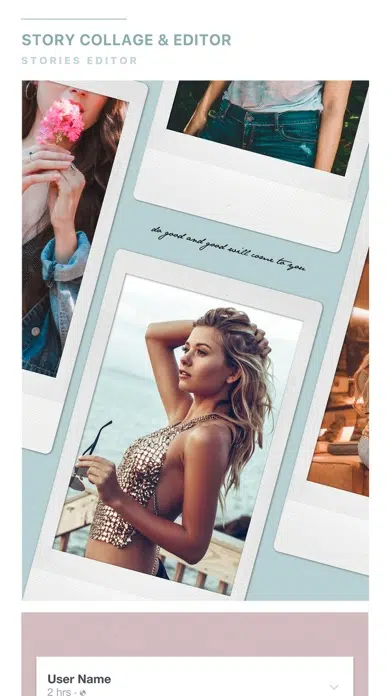 STORY COLLAGE & EDITOR
STORIES EDITOR
do good and good will come to you
User Name
2 hrs ·